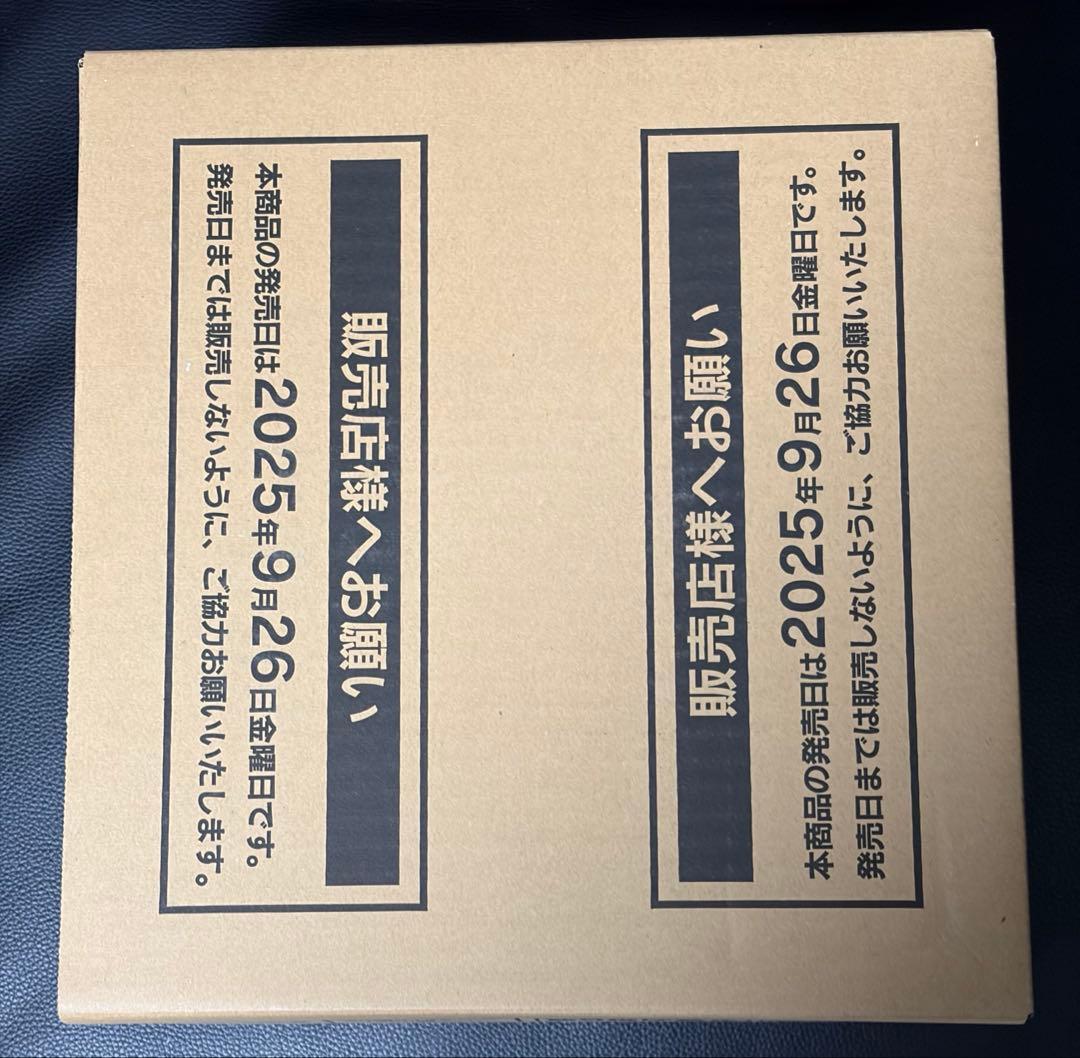 販売店様へお願い
本商品の発売日は2025年9月26日金曜日です。
発売日までは販売しないように、ご協力お願いいたします。
販売店様へお願い
本商品の発売日は2025年9月26日金曜日です。
発売日までは販売しないように、ご協力お願いいたします。